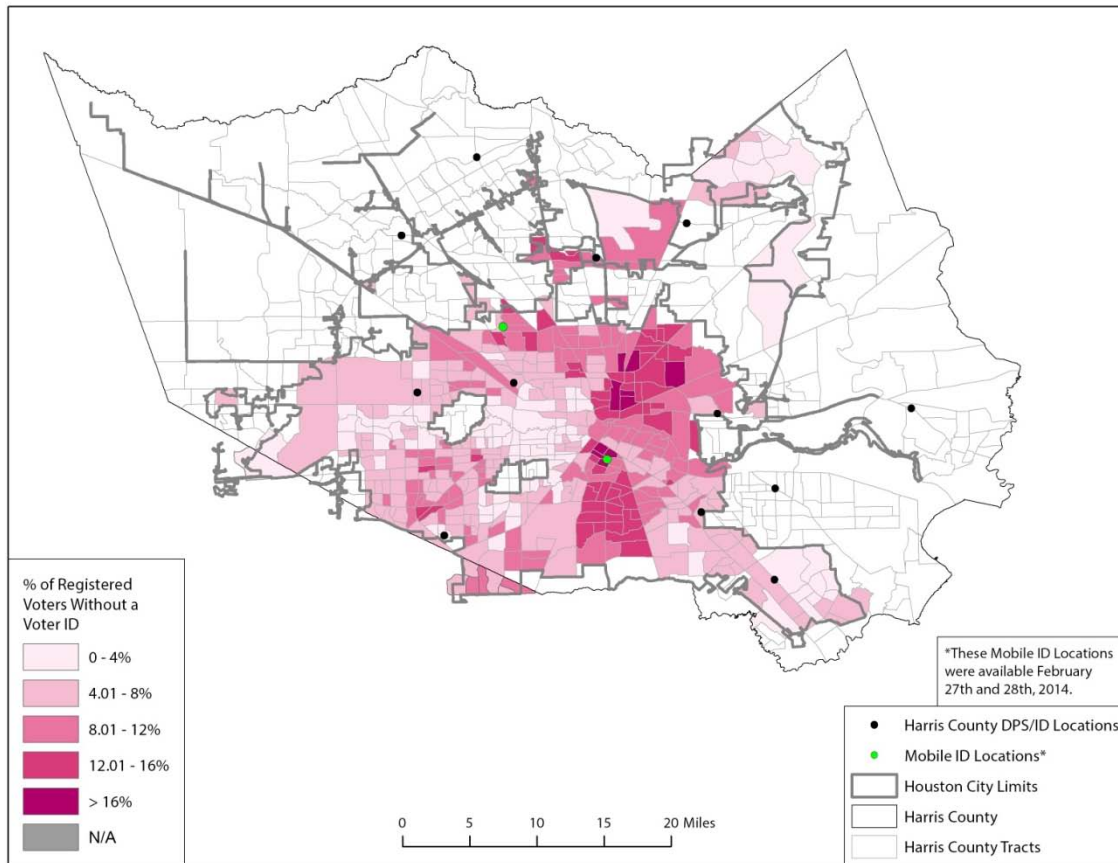 % of Registered
Voters Without a
Voter ID
0 - 4%
4.01 - 8%
8.01 - 12%
12.01 - 16%
> 16%
N/A
0 5 10 15 20 Miles
*These Mobile ID Locations
were available February
27th and 28th, 2014.
Harris County DPS/ID Locations
Mobile ID Locations*
Houston City Limits
Harris County
Harris County Tracts